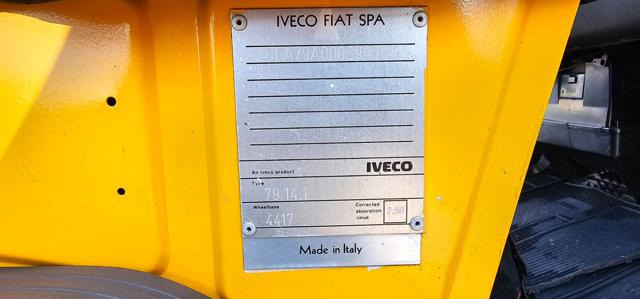 IVECO FIAT SPA
An Iveco product IVECO
Type
79.14.1
Wheelbase
4417
Corrected
absorption
value
2,50
Made in Italy